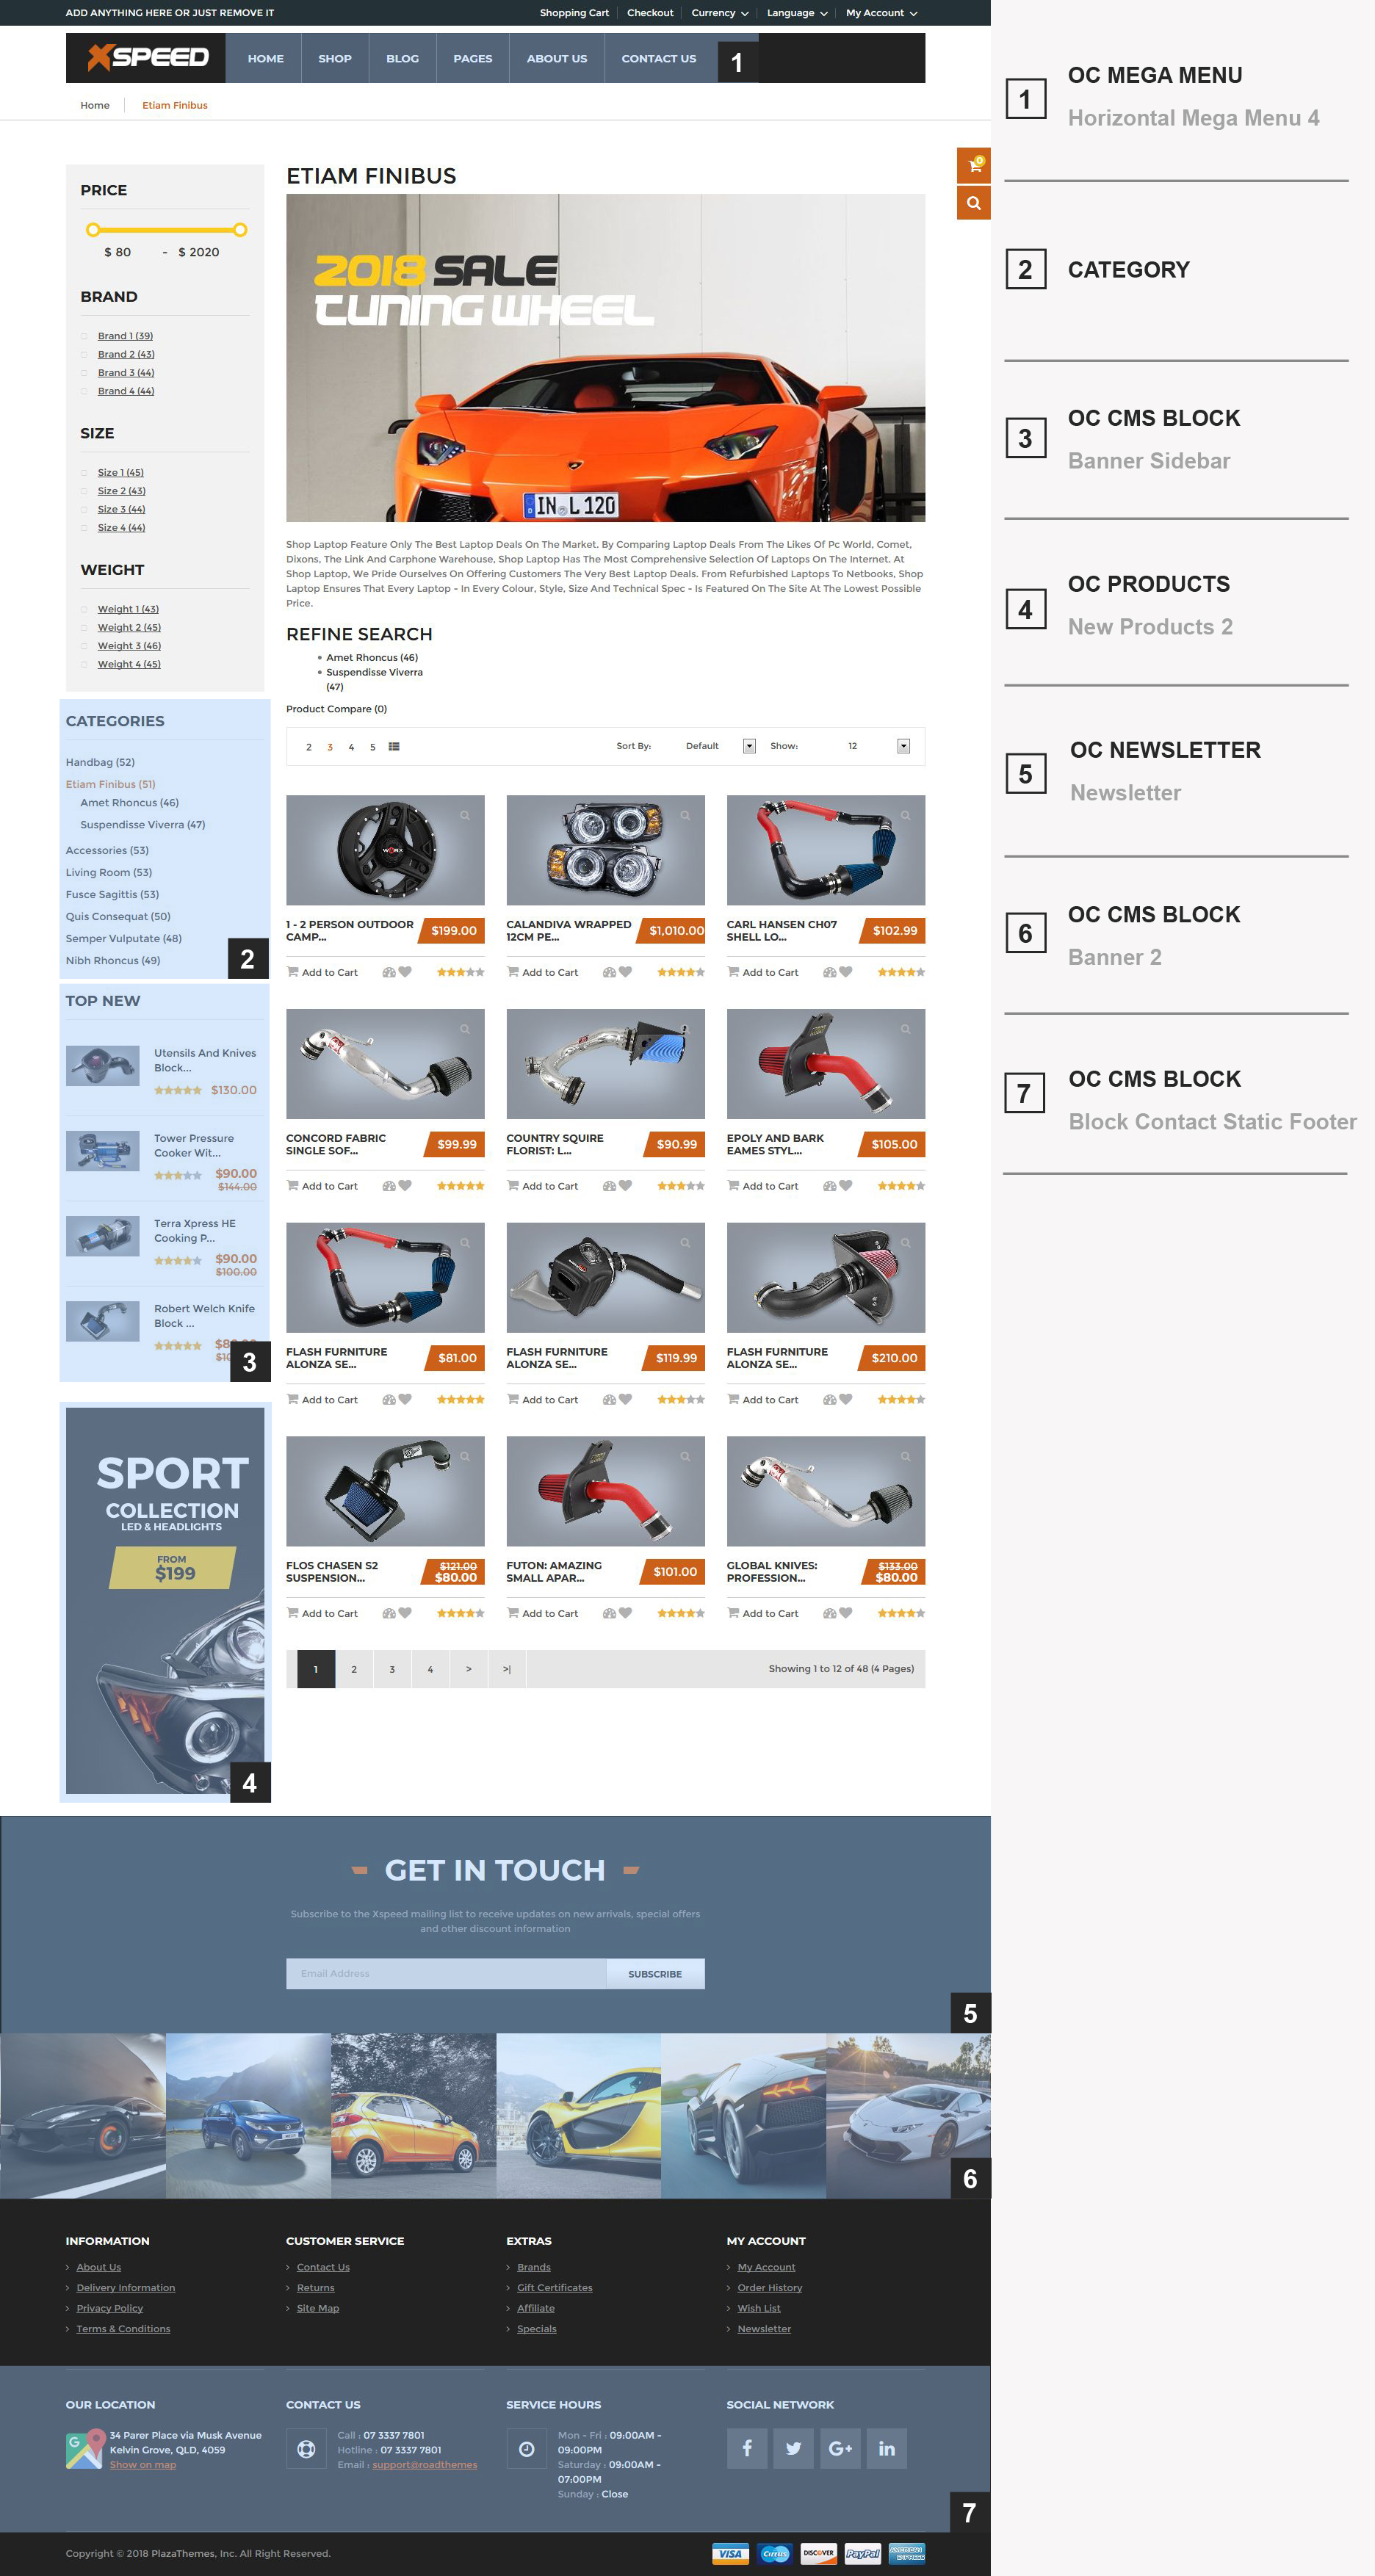 ADD ANYTHING HERE OR JUST REMOVE IT
Shopping Cart
Checkout
Currency
Language
My Account
XSPEED
HOME
SHOP
BLOG
PAGES
ABOUT US
CONTACT US
1
Home
Etiam Finibus
0
PRICE
$ 80 - $ 2020
BRAND
Brand 1 (39)
Brand 2 (43)
Brand 3 (44)
Brand 4 (44)
SIZE
Size 1 (45)
Size 2 (43)
Size 3 (44)
Size 4 (44)
WEIGHT
Weight 1 (43)
Weight 2 (45)
Weight 3 (46)
Weight 4 (45)
CATEGORIES
Handbag (52)
Etiam Finibus (51)
Amet Rhoncus (46)
Suspendisse Viverra (47)
Accessories (53)
Living Room (53)
Fusce Sagittis (53)
Quis Consequat (50)
Semper Vulputate (48)
Nibh Rhoncus (49)
2
TOP NEW
Utensils And Knives
Block...
$130.00
Tower Pressure
Cooker Wit...
$90.00
$144.00
Terra Xpress HE
Cooking P...
$90.00
$100.00
Robert Welch Knife
Block ...
3
SPORT
COLLECTION
LED & HEADLIGHTS
FROM
$199
4
ETIAM FINIBUS
2018 SALE
TUNING WHEEL
IN L 120
Shop Laptop Feature Only The Best Laptop Deals On The Market. By Comparing Laptop Deals From The Likes Of Pc World, Comet,
Dixons, The Link And Carphone Warehouse, Shop Laptop Has The Most Comprehensive Selection Of Laptops On The Internet. At
Shop Laptop, We Pride Ourselves On Offering Customers The Very Best Laptop Deals. From Refurbished Laptops To Netbooks, Shop
Laptop Ensures That Every Laptop - In Every Colour, Style, Size And Technical Spec - Is Featured On The Site At The Lowest Possible
Price.
REFINE SEARCH
Amet Rhoncus (46)
Suspendisse Viverra
(47)
Product Compare (0)
2 3 4 5
Sort By: Default
Show: 12
WORX
1 - 2 PERSON OUTDOOR
CAMP...
$199.00
Add to Cart
CALANDIVA WRAPPED
12CM PE...
$1,010.00
Add to Cart
CARL HANSEN CH07
SHELL LO...
$102.99
Add to Cart
CONCORD FABRIC
SINGLE SOF...
$99.99
Add to Cart
COUNTRY SQUIRE
FLORIST: L...
$90.99
Add to Cart
EPOLY AND BARK
EAMES STYL...
$105.00
Add to Cart
FLASH FURNITURE
ALONZA SE...
$81.00
Add to Cart
FLASH FURNITURE
ALONZA SE...
$119.99
Add to Cart
FLASH FURNITURE
ALONZA SE...
$210.00
Add to Cart
FLOS CHASEN S2
SUSPENSION...
$121.00
$80.00
Add to Cart
FUTON: AMAZING
SMALL APAR...
$101.00
Add to Cart
GLOBAL KNIVES:
PROFESSION...
$133.00
$80.00
Add to Cart
1 2 3 4 > >|
Showing 1 to 12 of 48 (4 Pages)
GET IN TOUCH
Subscribe to the Xspeed mailing list to receive updates on new arrivals, special offers
and other discount information
Email Address
SUBSCRIBE
5
6
INFORMATION
About Us
Delivery Information
Privacy Policy
Terms & Conditions
CUSTOMER SERVICE
Contact Us
Returns
Site Map
EXTRAS
Brands
Gift Certificates
Affiliate
Specials
MY ACCOUNT
My Account
Order History
Wish List
Newsletter
OUR LOCATION
G
34 Parer Place via Musk Avenue
Kelvin Grove, QLD, 4059
Show on map
CONTACT US
Call : 07 3337 7801
Hotline : 07 3337 7801
Email : support@roadthemes
SERVICE HOURS
Mon - Fri : 09:00AM -
09:00PM
Saturday : 09:00AM -
07:00PM
Sunday : Close
SOCIAL NETWORK
f
G+
in
7
Copyright © 2018 PlazaThemes, Inc. All Right Reserved.
VISA
Cirrus
DISCOVER
PayPal
AMERICAN EXPRESS
1
OC MEGA MENU
Horizontal Mega Menu 4
2
CATEGORY
3
OC CMS BLOCK
Banner Sidebar
4
OC PRODUCTS
New Products 2
5
OC NEWSLETTER
Newsletter
6
OC CMS BLOCK
Banner 2
7
OC CMS BLOCK
Block Contact Static Footer